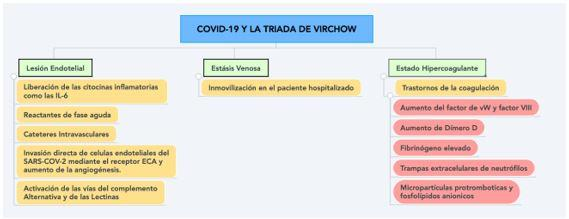 COVID-19 Y LA TRIADA DE VIRCHOW
Lesión Endotelial
Liberación de las citocinas inflamatorias
como las IL-6
Reactantes de fase aguda
Cateteres Intravasculares
Invasión directa de celulas endoteliales del
SARS-COV-2 mediante el receptor ECA y
aumento de la angiogénesis.
Activación de las vías del complemento
Alternativa y de las Lectinas
Estásis Venosa
Inmovilización en el paciente hospitalizado
Estado Hipercoagulante
Trastornos de la coagulación
Aumento del factor de vW y factor VIII
Aumento de Dímero D
Fibrinógeno elevado
Trampas extracelulares de neutrófilos
Micropartículas protromboticas y
fosfolípidos anionicos